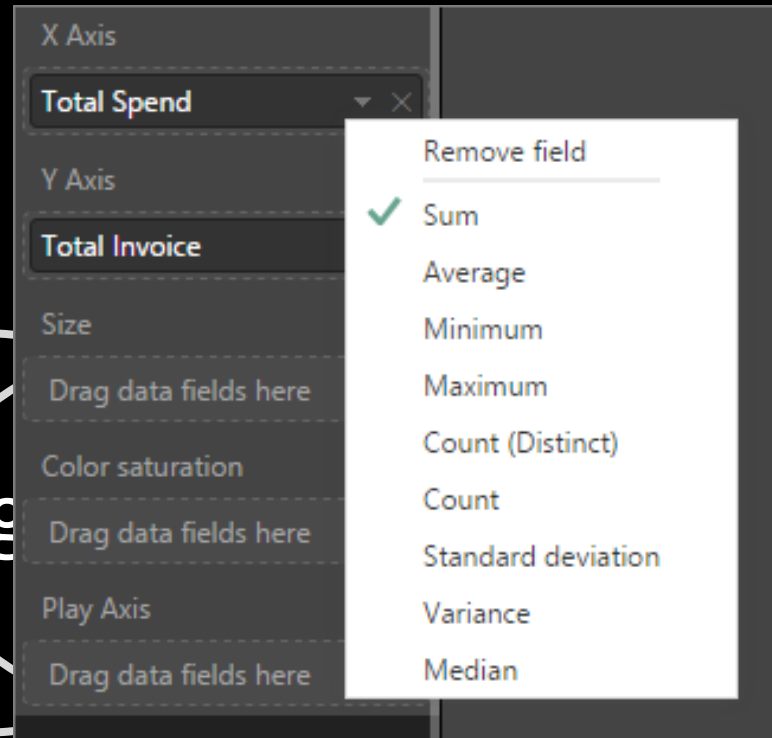 X Axis
Total Spend
Y Axis
Total Invoice
Size
Drag data fields here
Color saturation
Drag data fields here
Play Axis
Drag data fields here
Remove field
Sum
Average
Minimum
Maximum
Count (Distinct)
Count
Standard deviation
Variance
Median